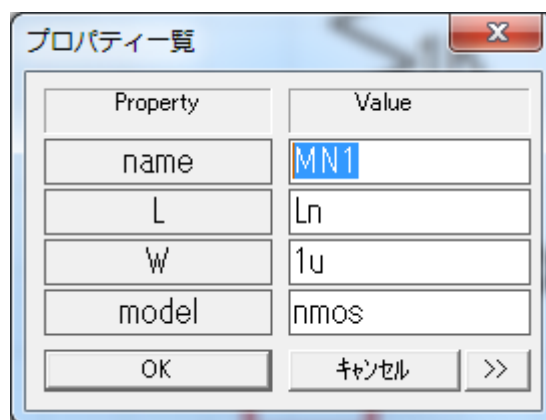 プロパティ一覧
Property Value
name MN1
L Ln
W 1u
model nmos
OK キャンセル >>